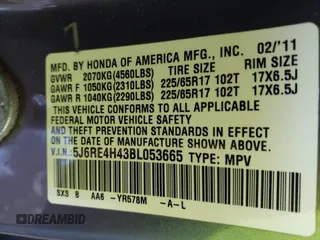 7
MFD. BY HONDA OF AMERICA MFG., INC. 02/'11
GVWR 2070KG(4560LBS) TIRE SIZE RIM SIZE
GAWR F 1050KG(2310LBS) 225/65R17 102T 17X6.5J
GAWR R 1040KG(2290LBS) 225/65R17 102T 17X6.5J
THIS VEHICLE CONFORMS TO ALL APPLICABLE
FEDERAL MOTOR VEHICLE SAFETY
AND THEFT PREVENTION STANDARDS IN EFFECT ON THE
DATE OF MANUFACTURE SHOWN ABOVE.
V.I.N.: 5J6RE4H43BL053665 TYPE: MPV
SXS B AA6 -YR578M -A-L
DREAMBID